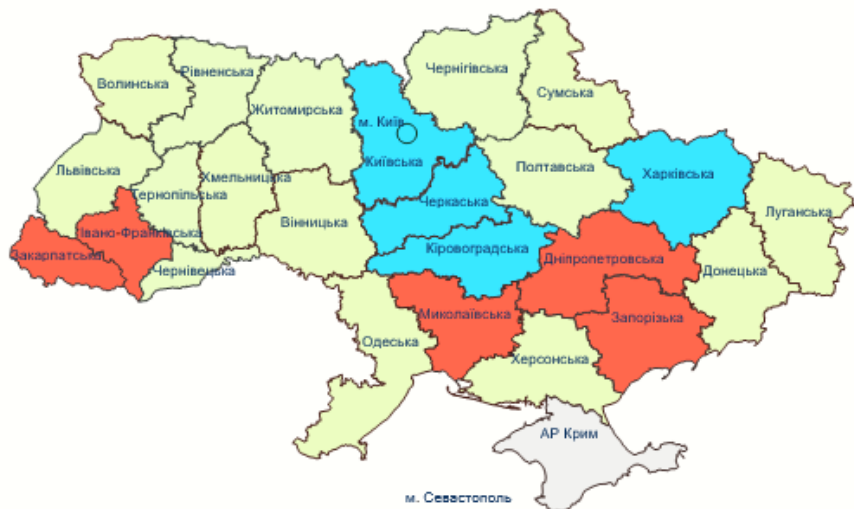 Чернігівська
Рівненська
Волинська
Сумська
Житомирська
м. Київ
Київська
Полтавська
Львівська
Хмельницька
Харківська
Тернопільська
Черкаська
Луганська
Вінницька
Івано-Франківська
Кіровоградська
Закарпатська
Дніпропетровська
Чернівецька
Донецька
Миколаївська
Запорізька
Одеська
Херсонська
АР Крим
м. Севастополь